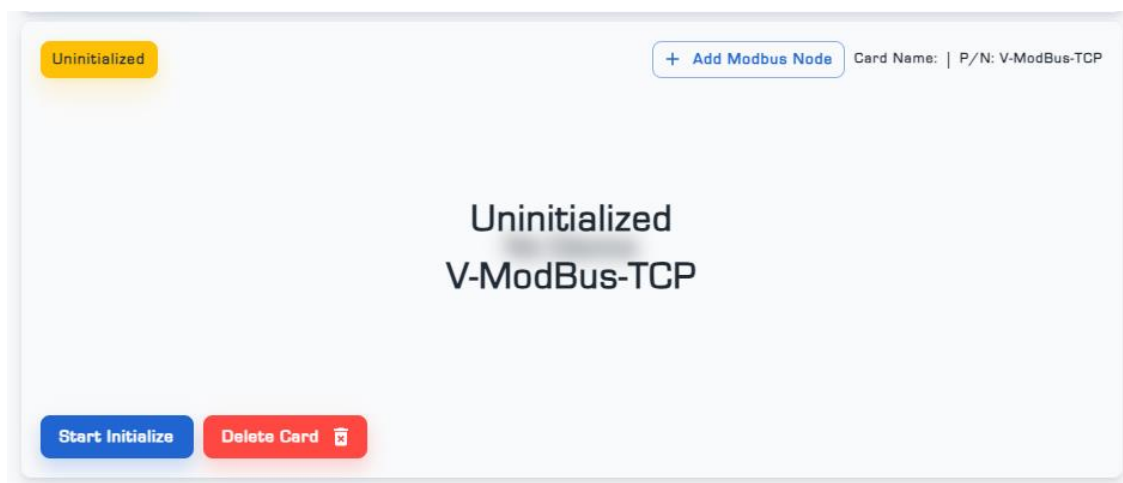 Uninitialized
+ Add Modbus Node
Card Name: | P/N: V-ModBus-TCP
Uninitialized
V-ModBus-TCP
Start Initialize
Delete Card